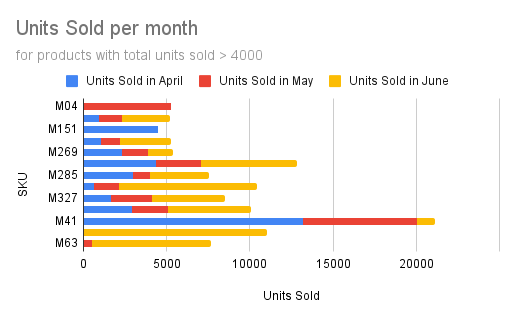 Units Sold per month
for products with total units sold > 4000
Units Sold in April Units Sold in May Units Sold in June
M04
M151
M269
M285
M327
M41
M63
SKU
0 5000 10000 15000 20000
Units Sold